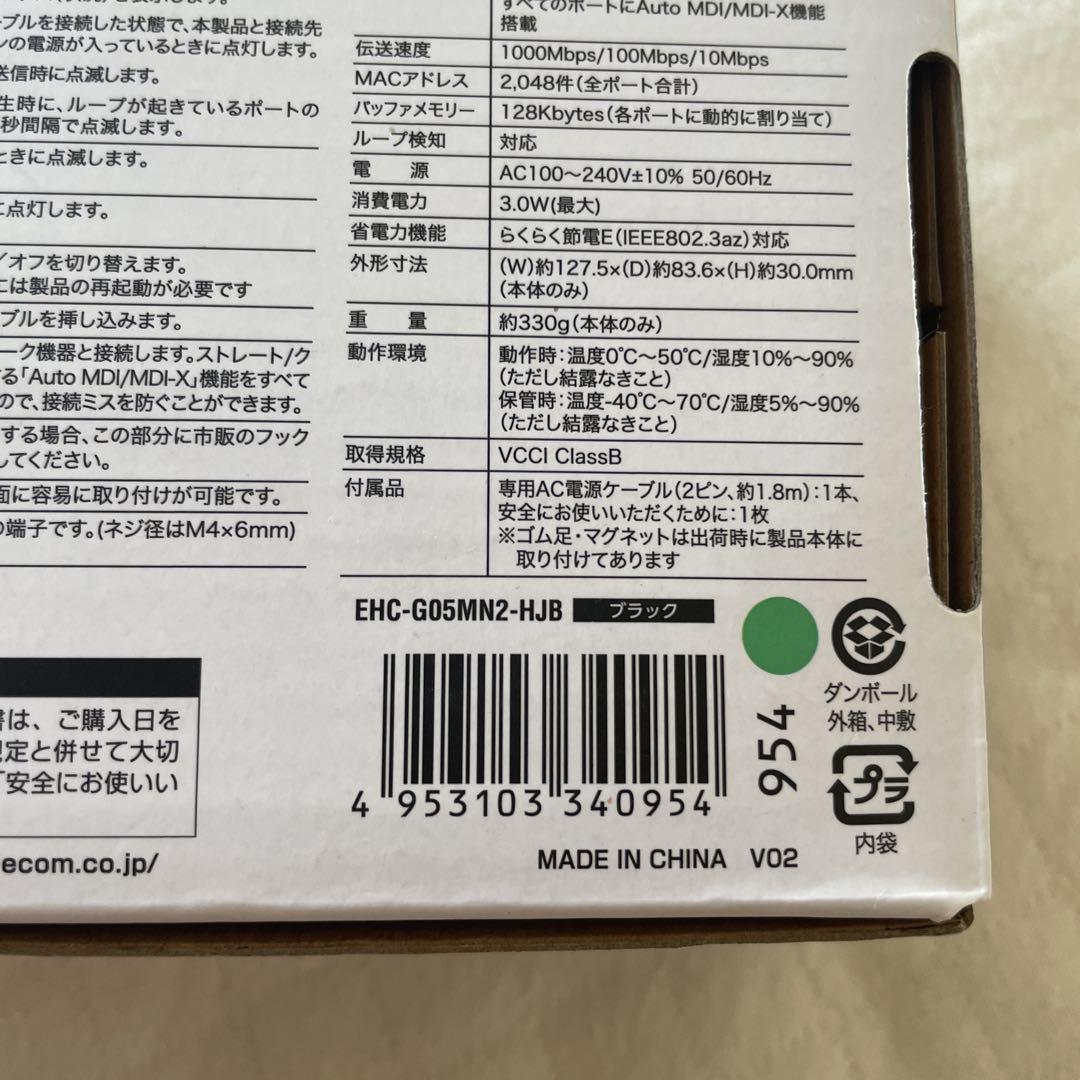 ーブルを接続した状態で、本製品と接続先
ンの電源が入っているときに点灯します。
送信時に点滅します。
生時に、ループが起きているポートの
秒間隔で点滅します。
ときに点滅します。
に点灯します。
／オフを切り替えます。
には製品の再起動が必要です
ブルを挿し込みます。
ーク機器と接続します。ストレート/ク
する「Auto MDI/MDI-X」機能をすべて
ので、接続ミスを防ぐことができます。
する場合、この部分に市販のフック
してください。
面に容易に取り付けが可能です。
の端子です。(ネジ径はM4×6mm)
すべてのポートにAuto MDI/MDI-X機能
搭載
伝送速度 1000Mbps/100Mbps/10Mbps
MACアドレス 2,048件(全ポート合計)
バッファメモリー 128Kbytes(各ポートに動的に割り当て)
ループ検知 対応
電 源 AC100～240V±10% 50/60Hz
消費電力 3.0W(最大)
省電力機能 らくらく節電E(IEEE802.3az)対応
外形寸法 (W)約127.5×(D)約83.6×(H)約30.0mm
(本体のみ)
重 量 約330g(本体のみ)
動作環境 動作時:温度0℃～50℃/湿度10%～90%
(ただし結露なきこと)
保管時:温度-40℃～70℃/湿度5%～90%
(ただし結露なきこと)
取得規格 VCCI ClassB
付属品 専用AC電源ケーブル(2ピン、約1.8m):1本、
安全にお使いいただくために:1枚
※ゴム足・マグネットは出荷時に製品本体に
取り付けてあります
EHC-G05MN2-HJB ブラック
4 953103 340954
954
ダンボール
外箱、中敷
プラ
内袋
MADE IN CHINA V02
書は、ご購入日を
規定と併せて大切
「安全にお使いい
ecom.co.jp/